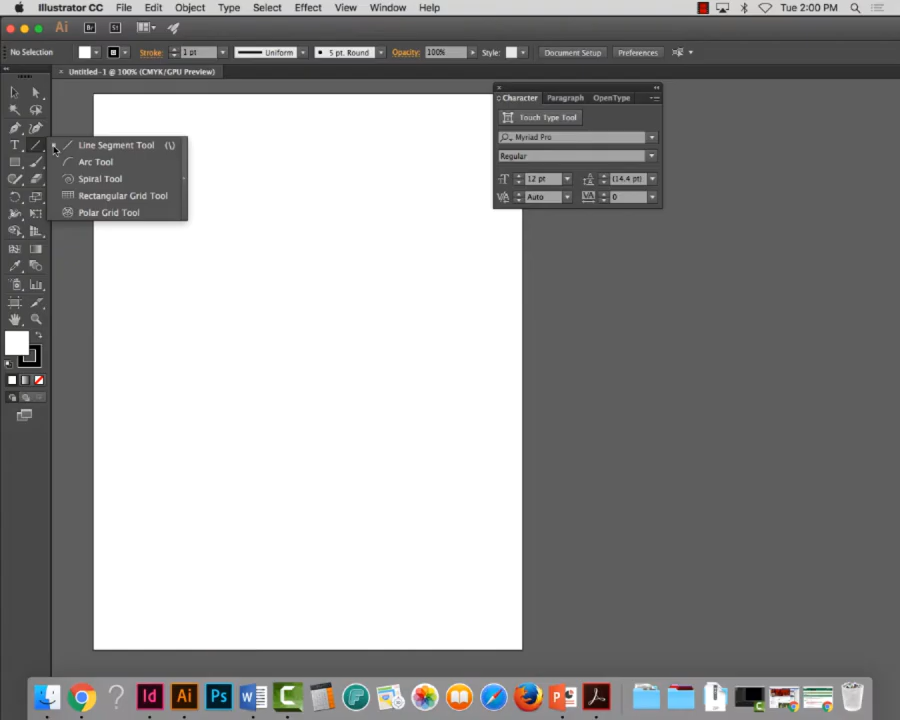 Illustrator CC File Edit Object Type Select Effect View Window Help Tue 2:00 PM
Ai Br St
No Selection Stroke: 1 pt Uniform 5 pt. Round Opacity: 100% Style: Document Setup Preferences
× Untitled-1 @ 100% (CMYK/GPU Preview)
Character Paragraph OpenType
Touch Type Tool
Myriad Pro
Regular
12 pt (14.4 pt)
Auto 0
Line Segment Tool (\)
Arc Tool
Spiral Tool
Rectangular Grid Tool
Polar Grid Tool
Id Ai Ps W C P